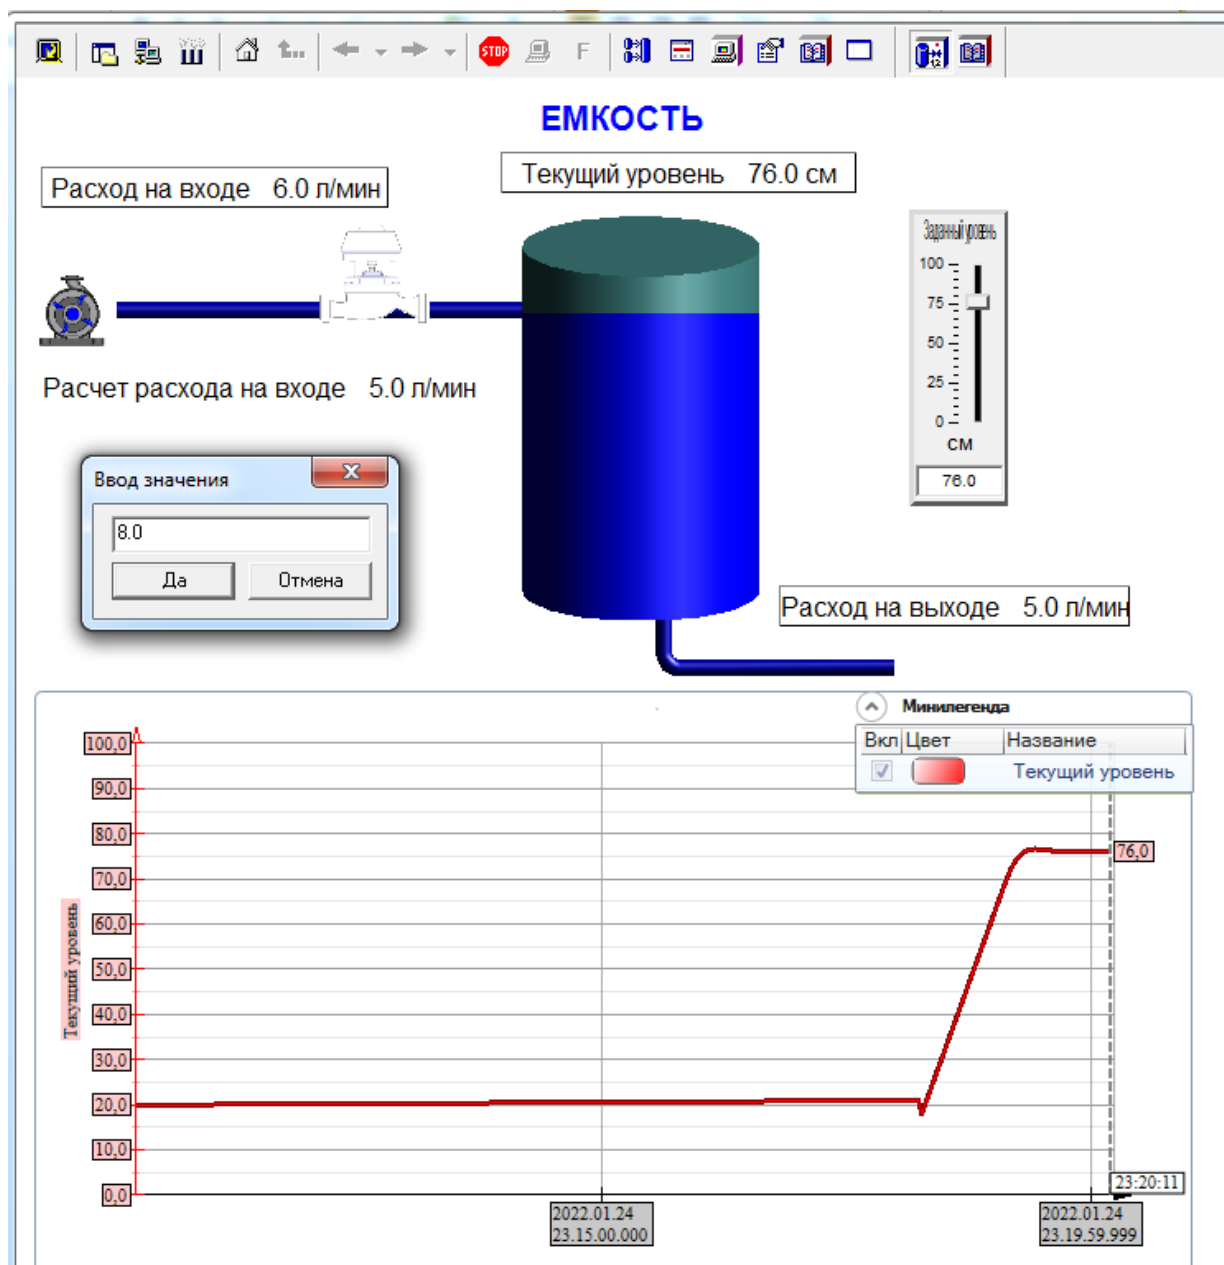 STOP
F
12
ЕМКОСТЬ
Расход на входе 6.0 л/мин
Текущий уровень 76.0 см
Заданный уровень
100
75
50
25
0
СМ
76.0
Расчет расхода на входе 5.0 л/мин
Ввод значения
8.0
Да
Отмена
Расход на выходе 5.0 л/мин
Минилегенда
Вкл Цвет Название
Текущий уровень
Текущий уровень
100,0
90,0
80,0
70,0
60,0
50,0
40,0
30,0
20,0
10,0
0,0
76,0
23:20:11
2022.01.24
23.15.00.000
2022.01.24
23.19.59.999